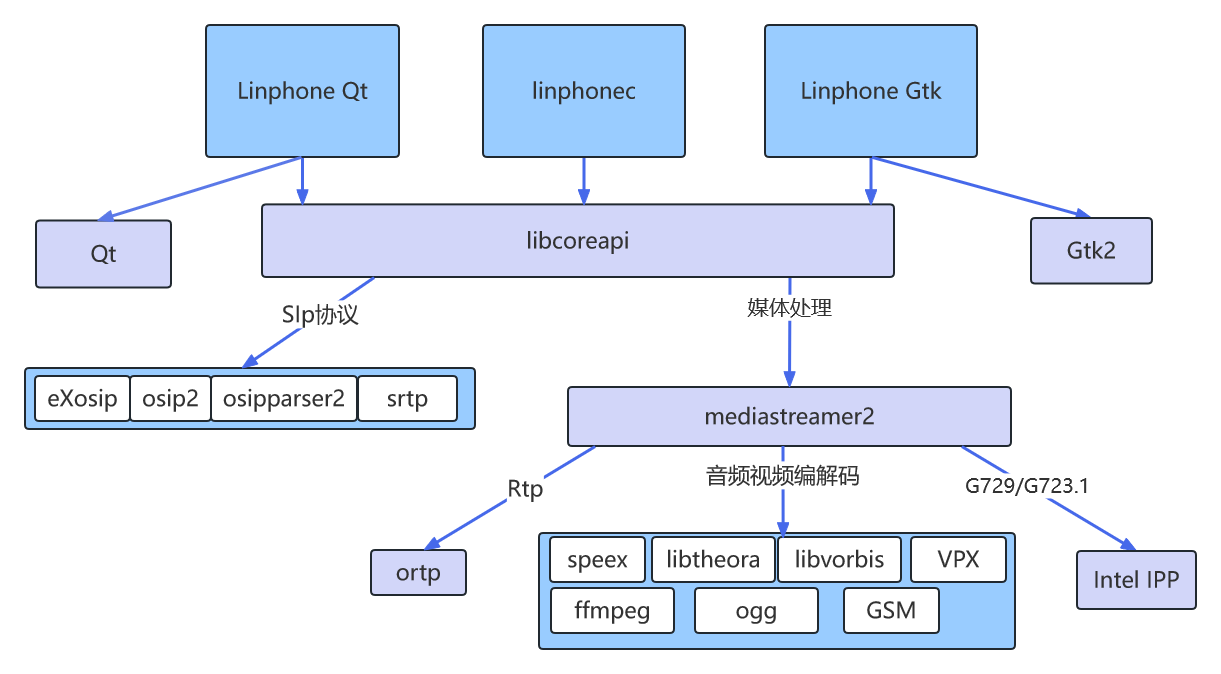 Linphone Qt
linphonec
Linphone Gtk
Qt
libcoreapi
Gtk2
SIp协议
媒体处理
eXosip
osip2
osipparser2
srtp
mediastreamer2
Rtp
音频视频编解码
G729/G723.1
ortp
speex
libtheora
libvorbis
VPX
ffmpeg
ogg
GSM
Intel IPP